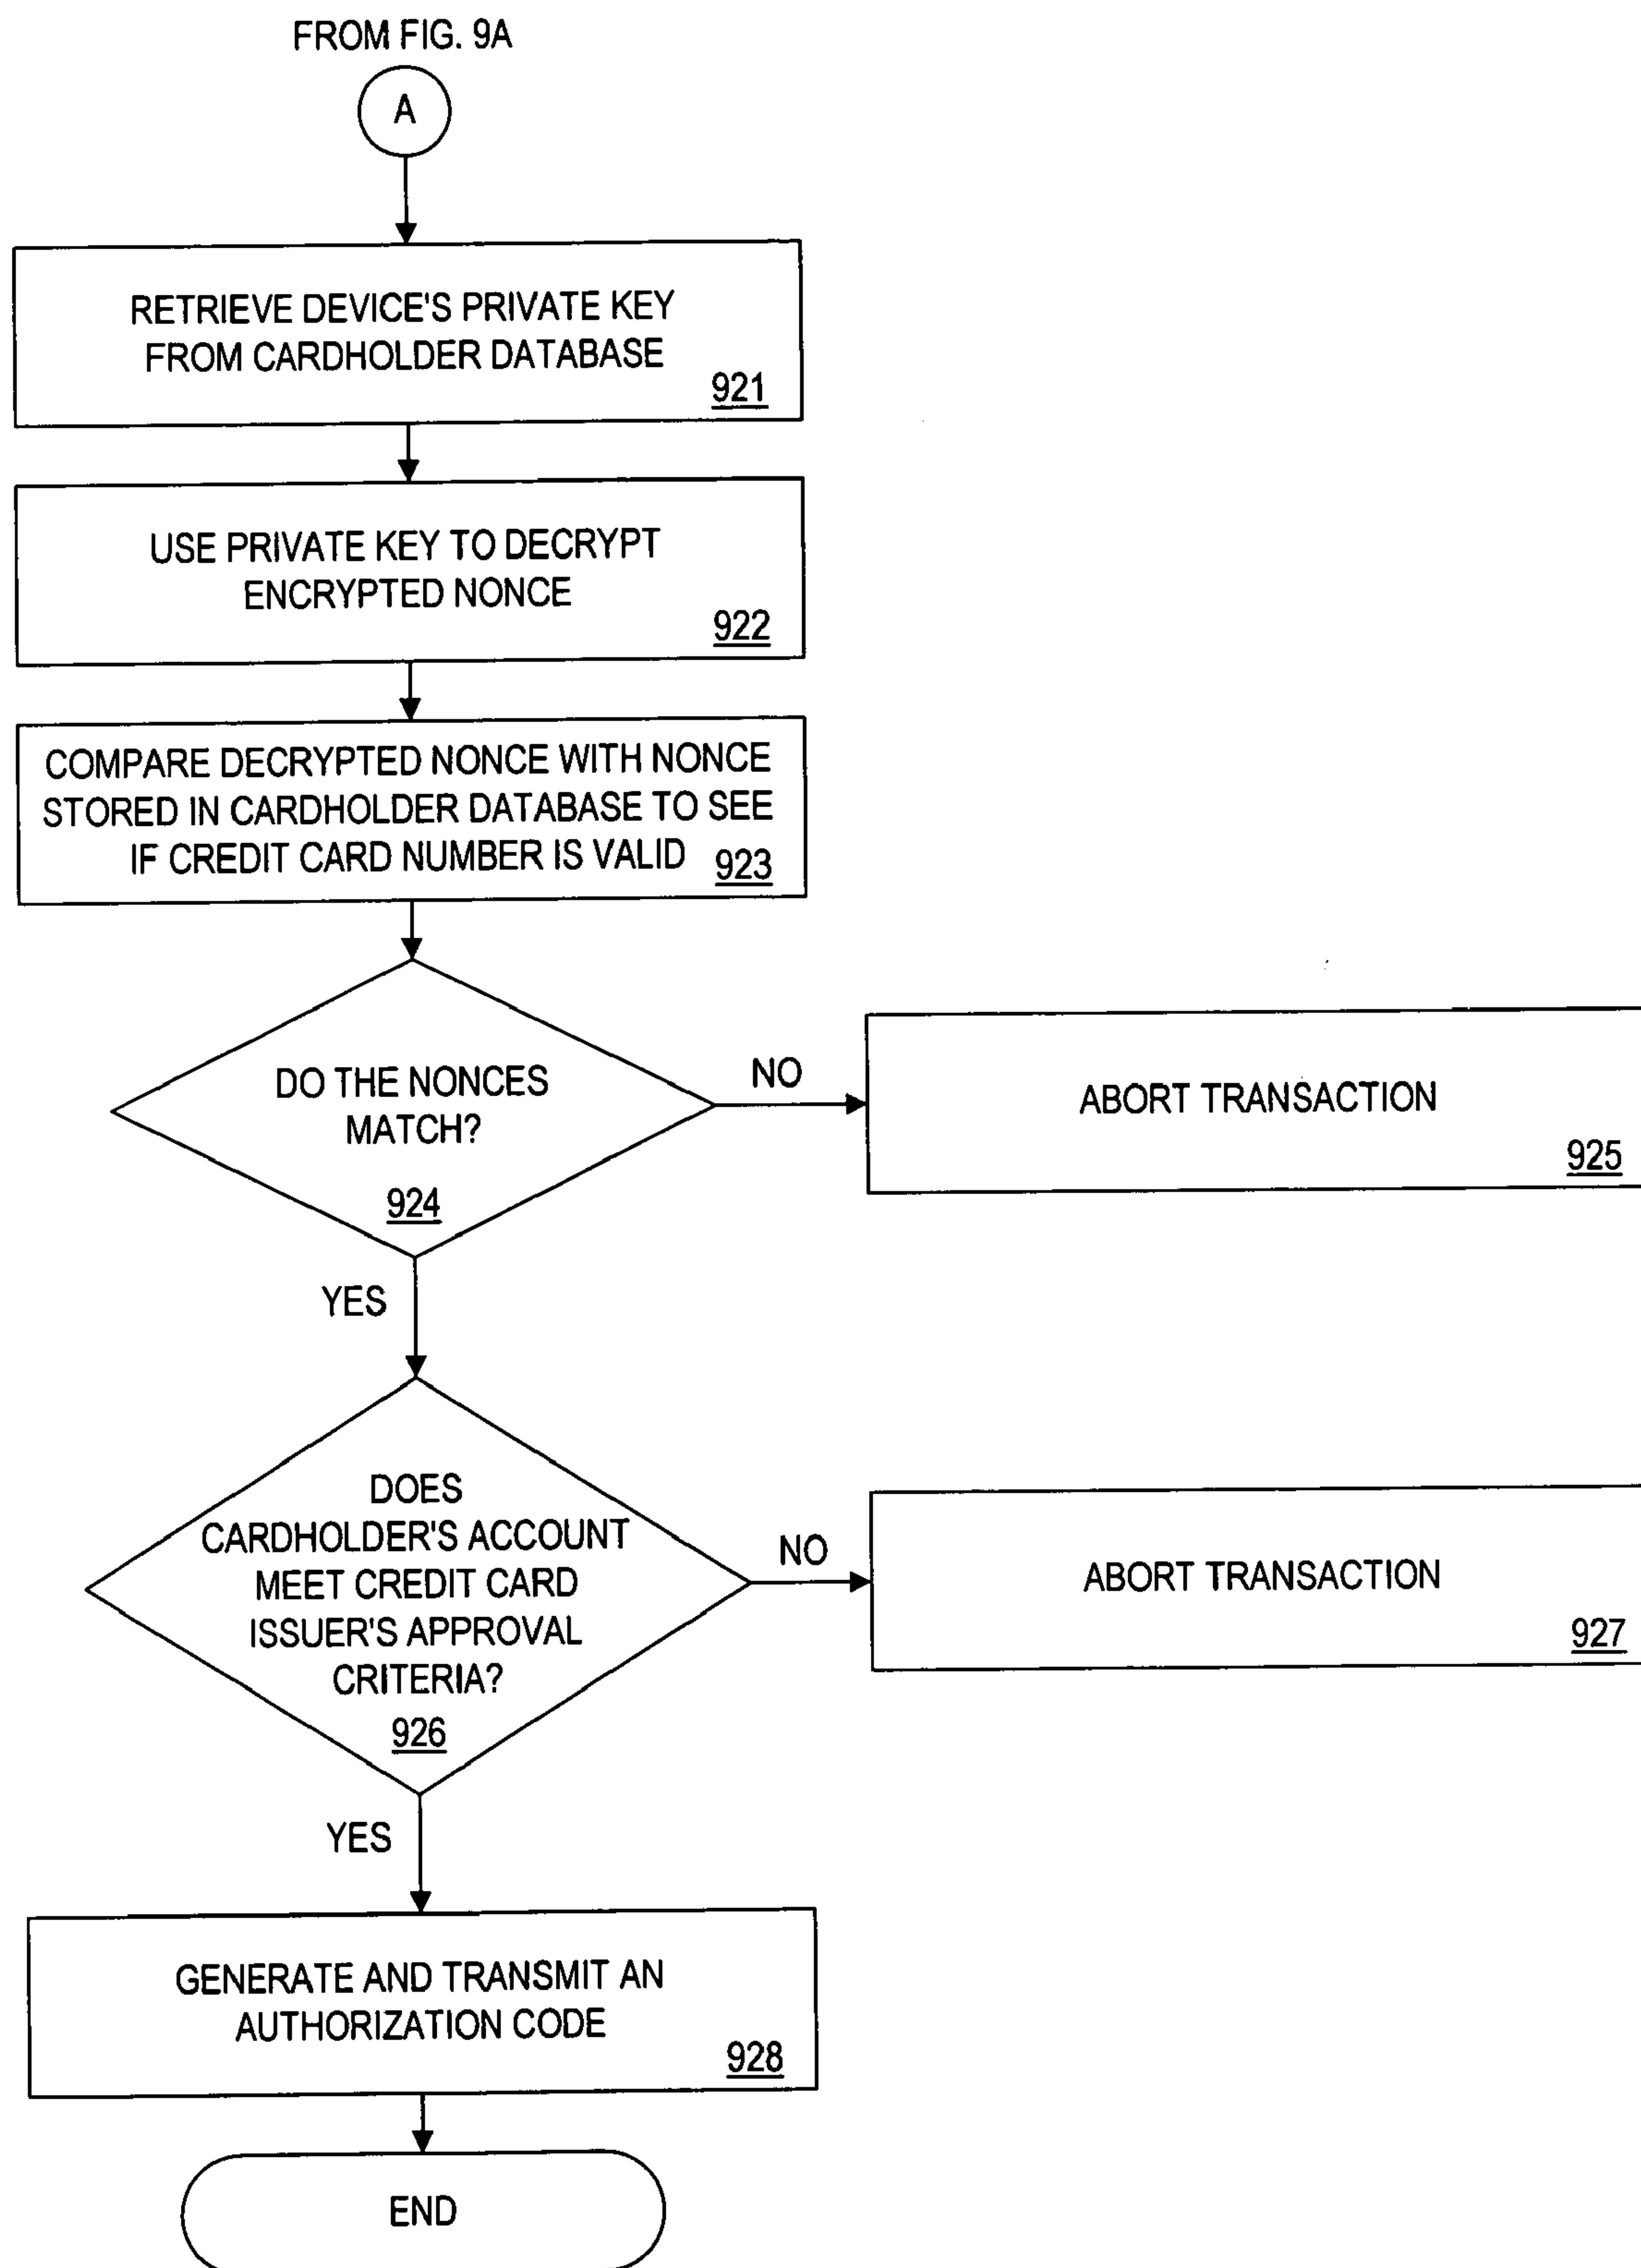 FROM FIG. 9A
A
RETRIEVE DEVICE'S PRIVATE KEY
FROM CARDHOLDER DATABASE
921
USE PRIVATE KEY TO DECRYPT
ENCRYPTED NONCE
922
COMPARE DECRYPTED NONCE WITH NONCE
STORED IN CARDHOLDER DATABASE TO SEE
IF CREDIT CARD NUMBER IS VALID 923
DO THE NONCES
MATCH?
924
NO
ABORT TRANSACTION
925
YES
DOES
CARDHOLDER'S ACCOUNT
MEET CREDIT CARD
ISSUER'S APPROVAL
CRITERIA?
926
NO
ABORT TRANSACTION
927
YES
GENERATE AND TRANSMIT AN
AUTHORIZATION CODE
928
END